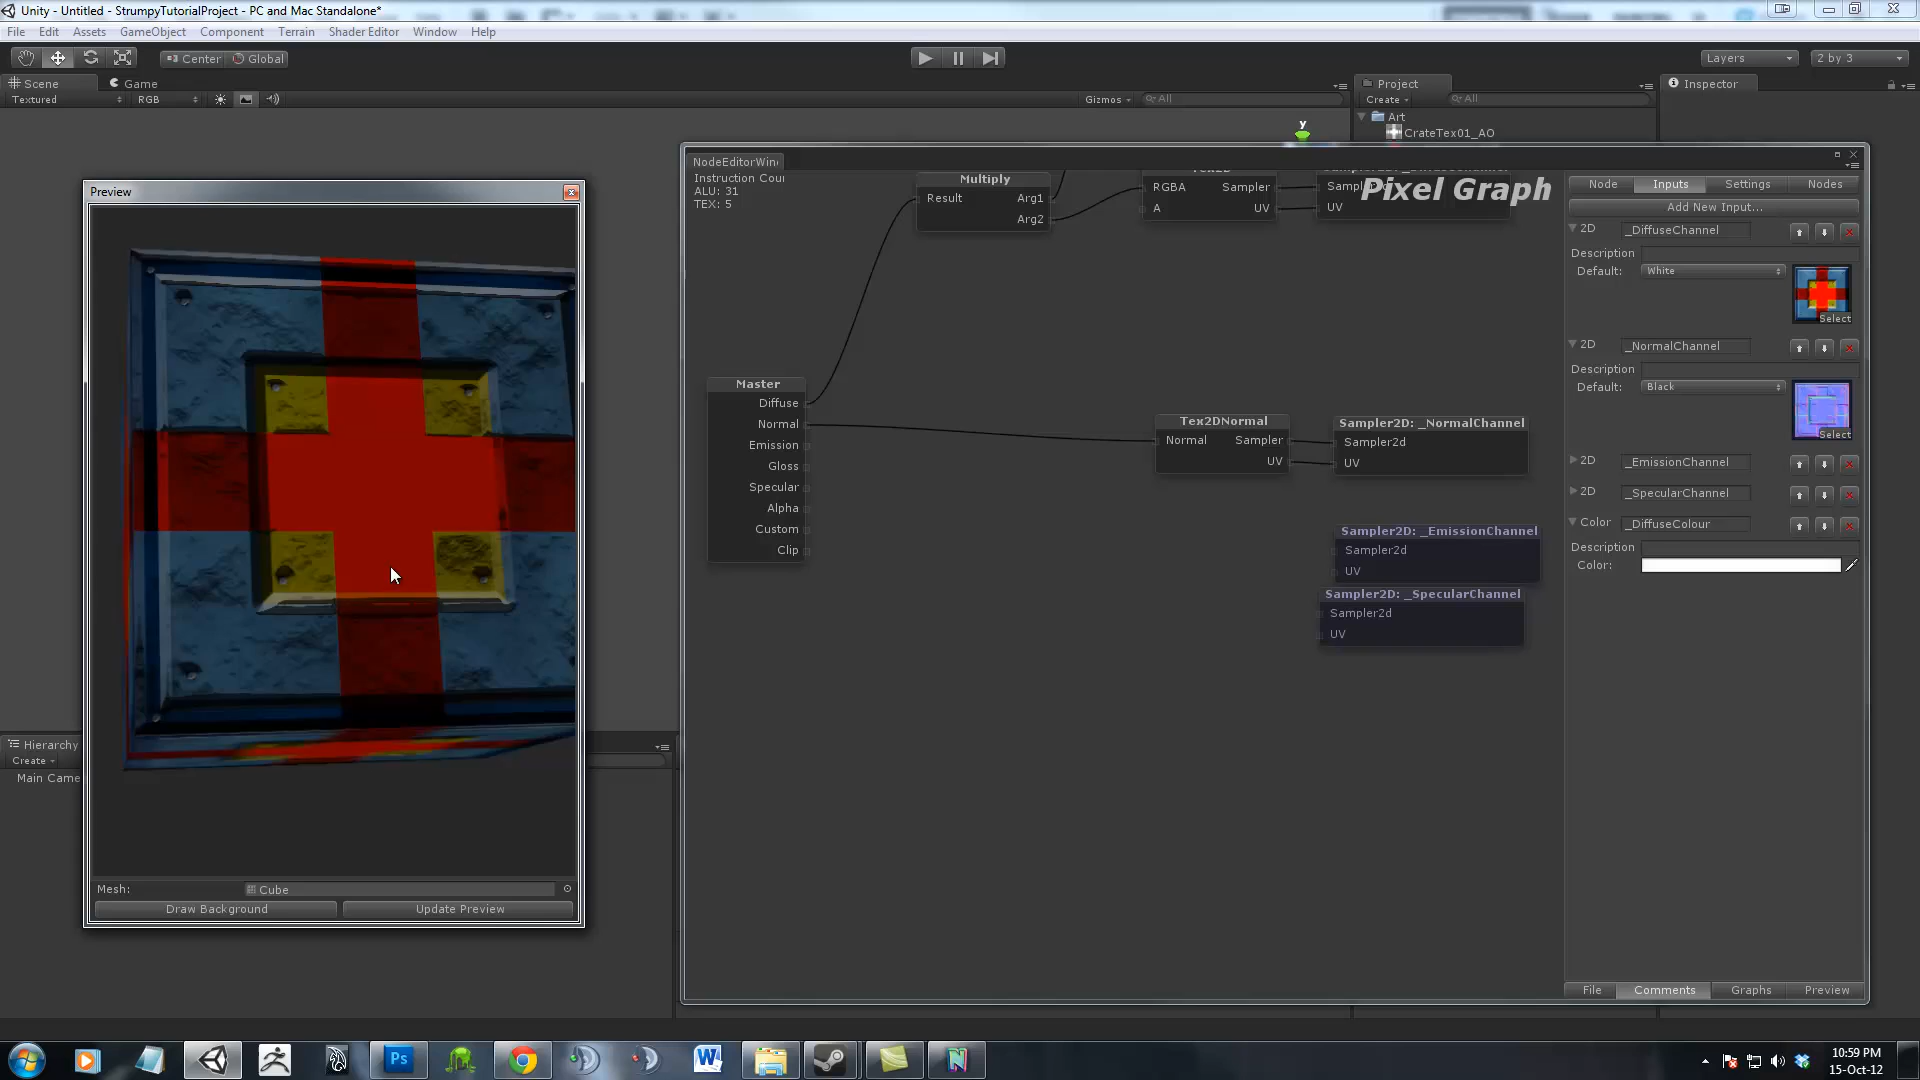 Unity - Untitled - StrumpyTutorialProject - PC and Mac Standalone*
File Edit Assets GameObject Component Terrain Shader Editor Window Help
Center Global Layers 2 by 3
Scene Game Project Inspector
Textured RGB Gizmos All Create All
Art
y
CrateTex01_AO
NodeEditorWin
Instruction Cou
ALU: 31
TEX: 5
Pixel Graph
Multiply
Result Arg1
Arg2
RGBA Sampler
A UV
UV
Master
Diffuse
Normal
Emission
Gloss
Specular
Alpha
Custom
Clip
Tex2DNormal
Normal Sampler
UV
Sampler2D: _NormalChannel
Sampler2d
UV
Sampler2D: _EmissionChannel
Sampler2d
UV
Sampler2D: _SpecularChannel
Sampler2d
UV
Node Inputs Settings Nodes
Add New Input...
2D _DiffuseChannel
Description
Default: White
Select
2D _NormalChannel
Description
Default: Black
Select
2D _EmissionChannel
2D _SpecularChannel
Color _DiffuseColour
Description
Color:
File Comments Graphs Preview
Preview
Mesh: Cube
Draw Background Update Preview
Hierarchy
Create
Main Came
Ps
10:59 PM
15-Oct-12